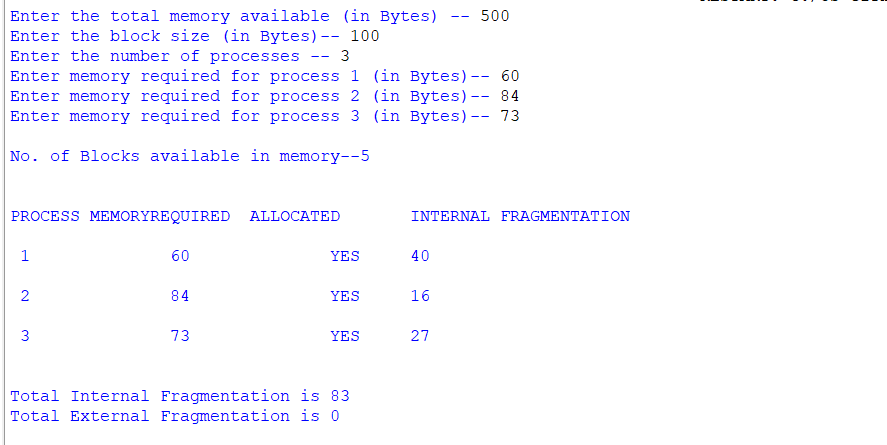 Enter the total memory available (in Bytes) -- 500
Enter the block size (in Bytes)-- 100
Enter the number of processes -- 3
Enter memory required for process 1 (in Bytes)-- 60
Enter memory required for process 2 (in Bytes)-- 84
Enter memory required for process 3 (in Bytes)-- 73
No. of Blocks available in memory--5
PROCESS MEMORYREQUIRED  ALLOCATED       INTERNAL FRAGMENTATION
1 60 YES 40
2 84 YES 16
3 73 YES 27
Total Internal Fragmentation is 83
Total External Fragmentation is 0